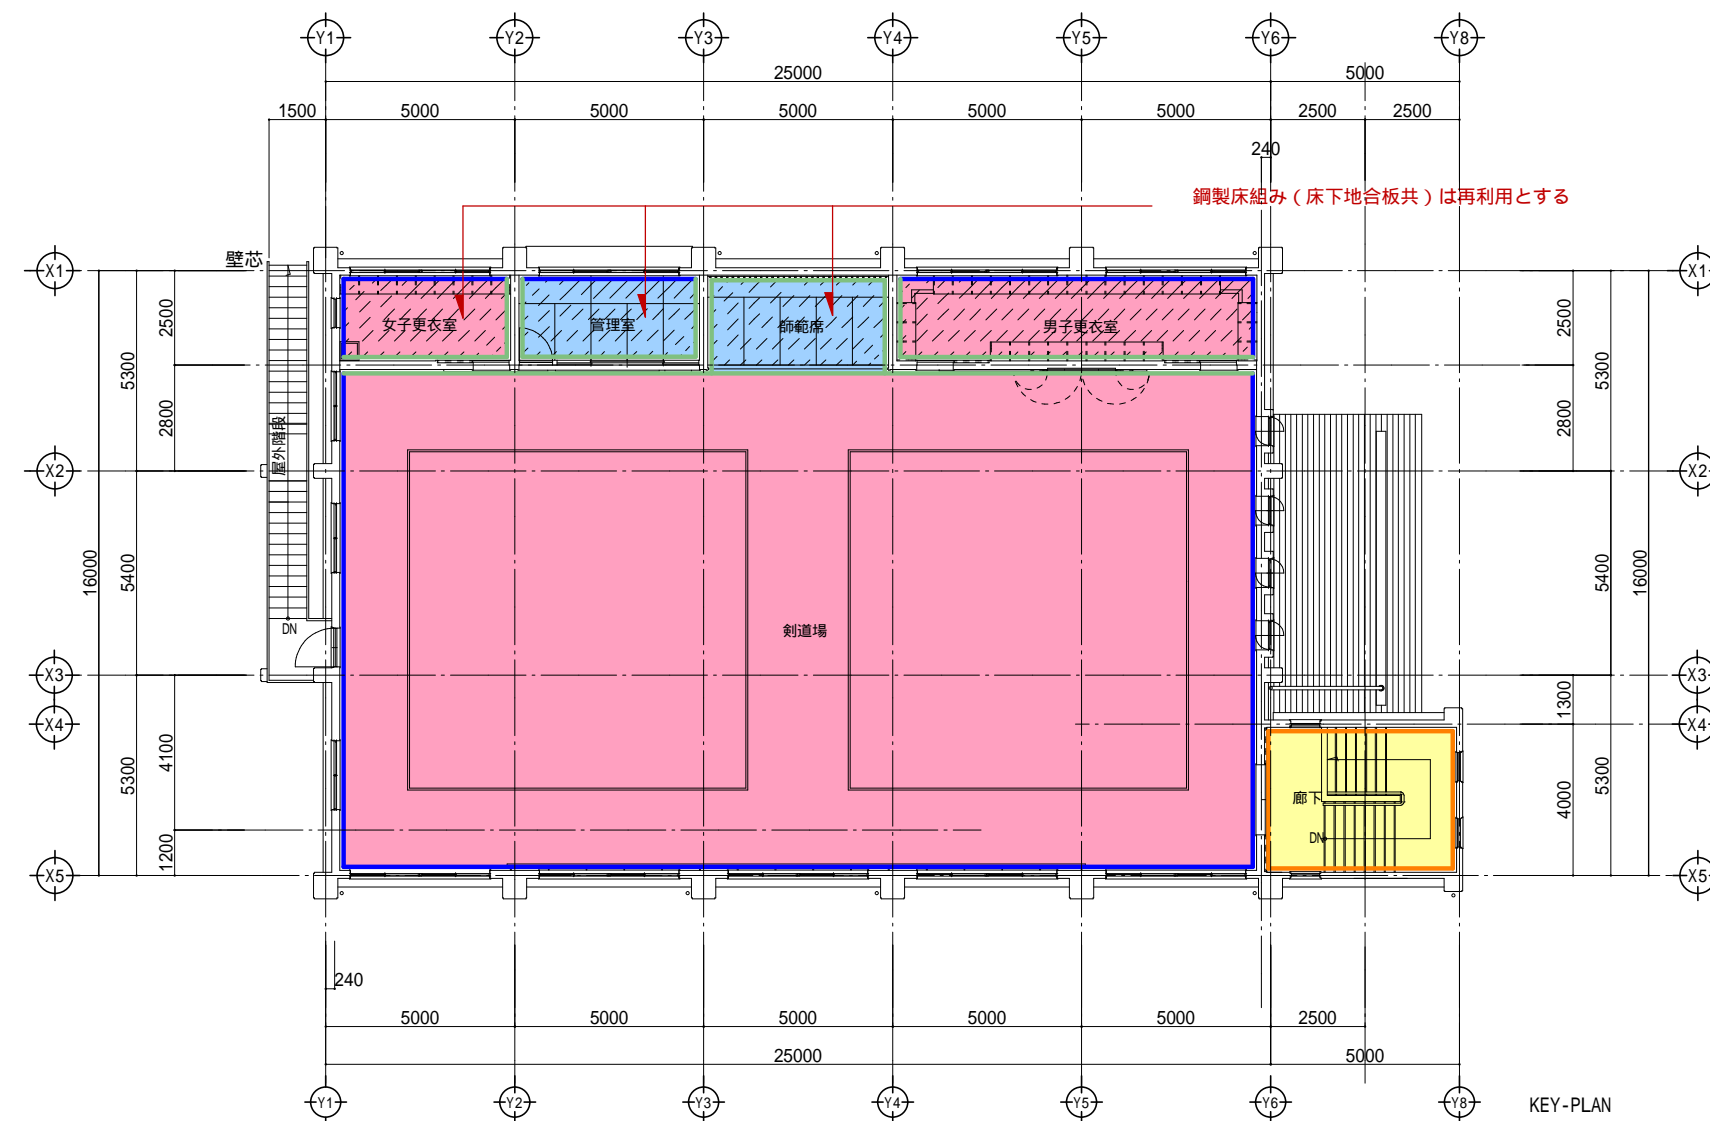 Y1 Y2 Y3 Y4 Y5 Y6 Y8
25000 5000
1500 5000 5000 5000 5000 5000 2500 2500
240
鋼製床組み(床下地合板共)は再利用とする
壁芯
X1 X1
女子更衣室 管理室 師範席 男子更衣室
2500 2500
5300 5300
2800 2800
屋外階段
X2 X2
16000 5400 5400 16000
剣道場
DN
X3 X3
1300
X4 X4
4100
5300 5300
4000
廊下
DN
1200
X5 X5
240
5000 5000 5000 5000 5000 2500
25000 5000
Y1 Y2 Y3 Y4 Y5 Y6 Y8
KEY-PLAN